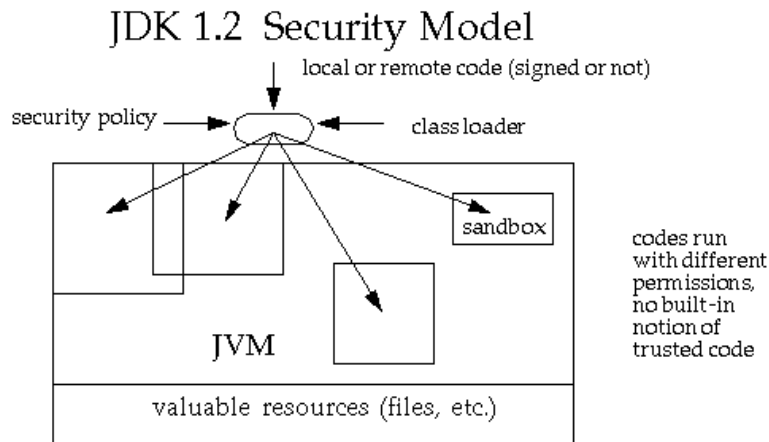 JDK 1.2 Security Model
local or remote code (signed or not)
security policy
class loader
sandbox
codes run
with different
permissions,
no built-in
notion of
trusted code
JVM
valuable resources (files, etc.)